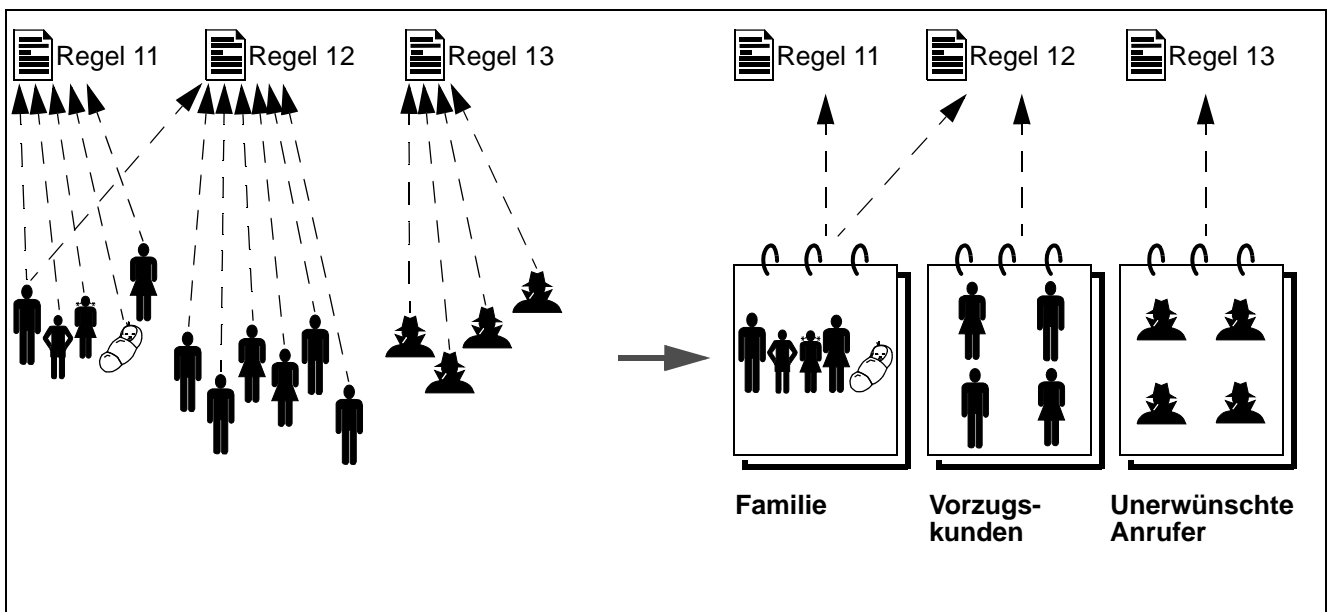 Regel 11
Regel 12
Regel 13
Regel 11
Regel 12
Regel 13
Familie
Vorzugs-
kunden
Unerwünschte
Anrufer